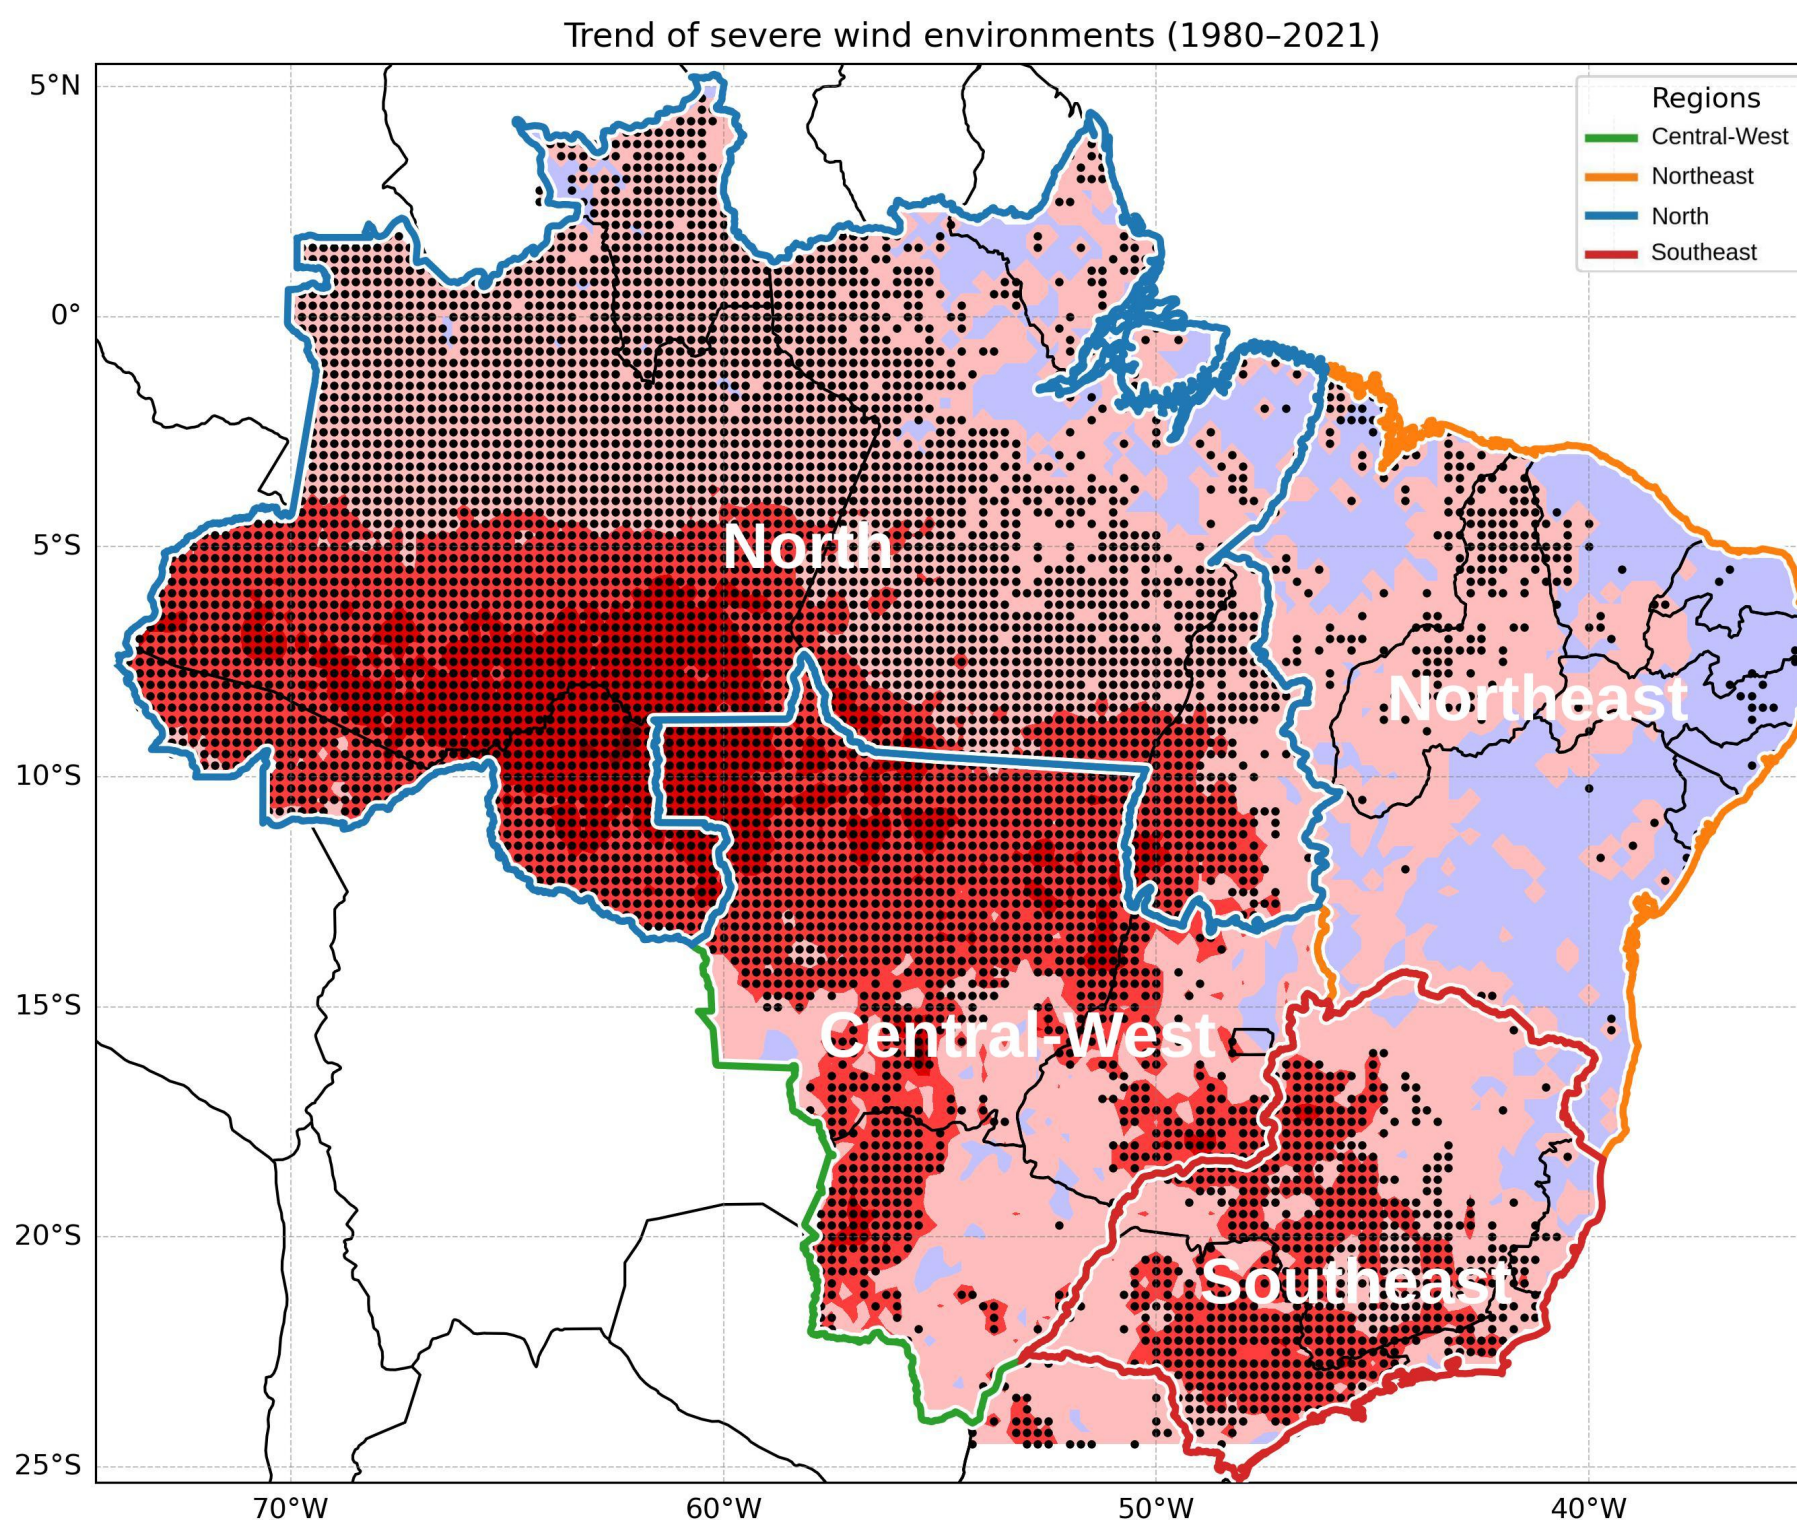 Trend of severe wind environments (1980–2021)
Regions
Central-West
Northeast
North
Southeast
5°N
0°
5°S
10°S
15°S
20°S
25°S
North
Northeast
Central-West
Southeast
70°W
60°W
50°W
40°W